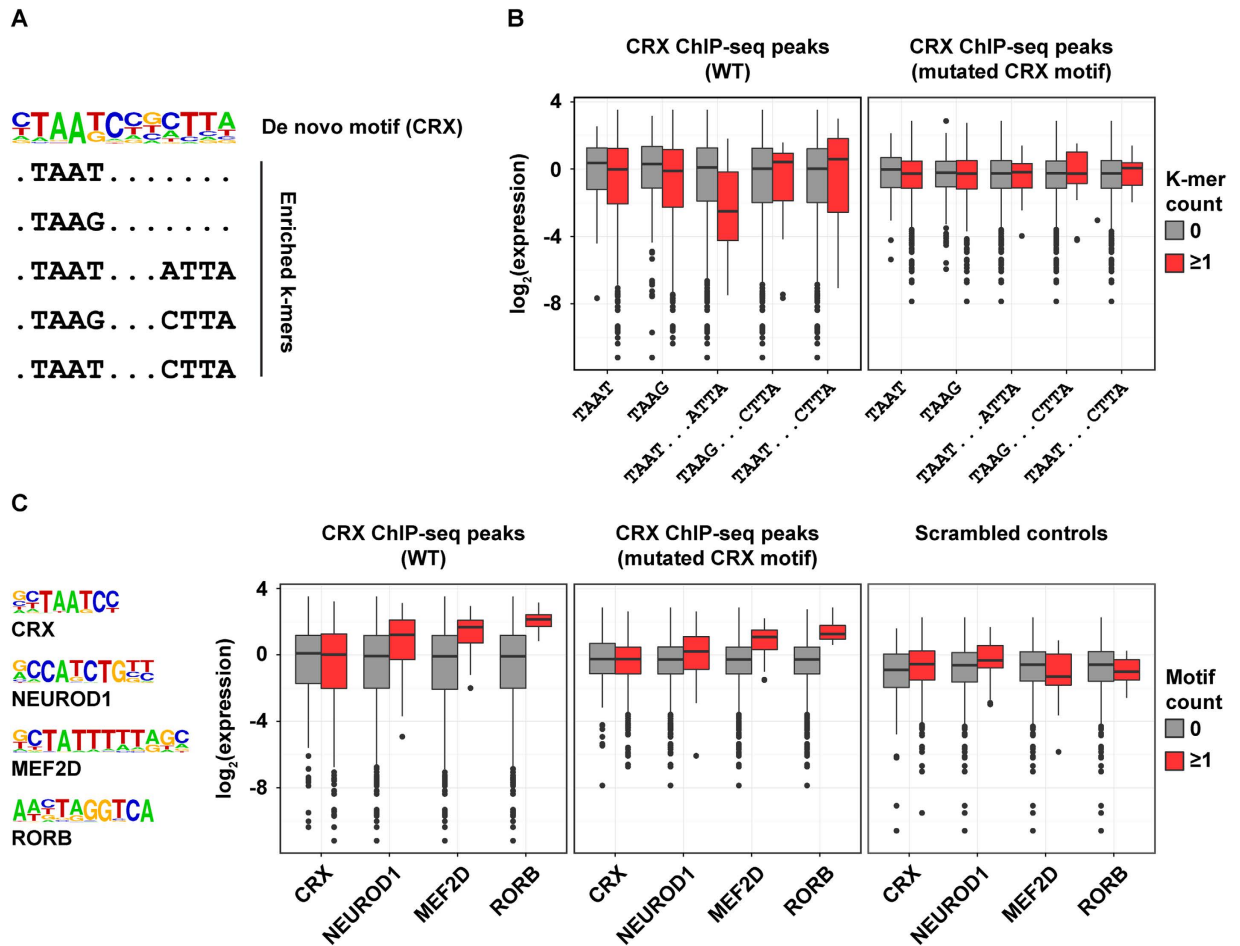 A
De novo motif (CRX)
.TAAT.......
.TAAG.......
.TAAT...ATTA
.TAAG...CTTA
.TAAT...CTTA
Enriched k-mers
B
CRX ChIP-seq peaks
(WT)
CRX ChIP-seq peaks
(mutated CRX motif)
log2(expression)
4
0
-4
-8
TAAT
TAAG
TAAT...ATTA
TAAG...CTTA
TAAT...CTTA
TAAT
TAAG
TAAT...ATTA
TAAG...CTTA
TAAT...CTTA
K-mer
count
0
≥1
C
CRX
NEUROD1
MEF2D
RORB
CRX ChIP-seq peaks
(WT)
CRX ChIP-seq peaks
(mutated CRX motif)
Scrambled controls
log2(expression)
4
0
-4
-8
CRX
NEUROD1
MEF2D
RORB
CRX
NEUROD1
MEF2D
RORB
CRX
NEUROD1
MEF2D
RORB
Motif
count
0
≥1